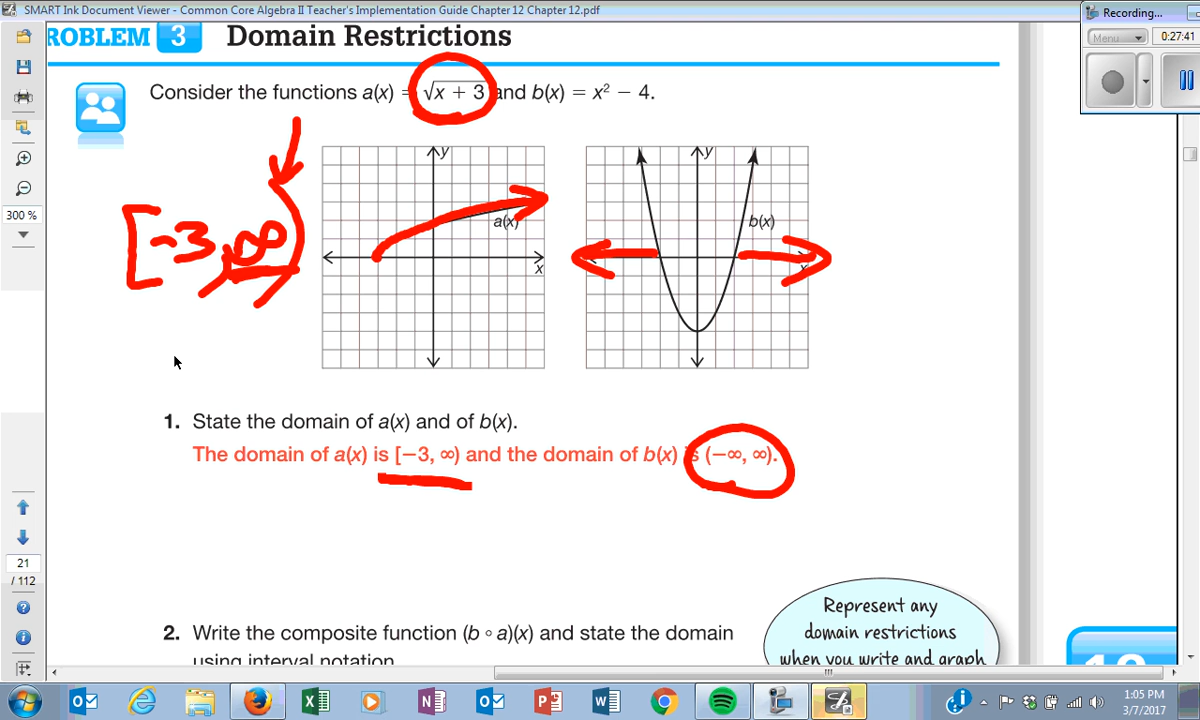 SMART Ink Document Viewer - Common Core Algebra II Teacher's Implementation Guide Chapter 12 Chapter 12.pdf
Recording...
Menu
0:27:41
ROBLEM 3 Domain Restrictions
Consider the functions a(x) = √x + 3 and b(x) = x² − 4.
300 %
[-3, ∞)
y
a(x)
x
y
b(x)
x
1. State the domain of a(x) and of b(x).
The domain of a(x) is [−3, ∞) and the domain of b(x) is (−∞, ∞).
21
/ 112
2. Write the composite function (b ∘ a)(x) and state the domain
using interval notation
Represent any
domain restrictions
when you write and graph
1:05 PM
3/7/2017